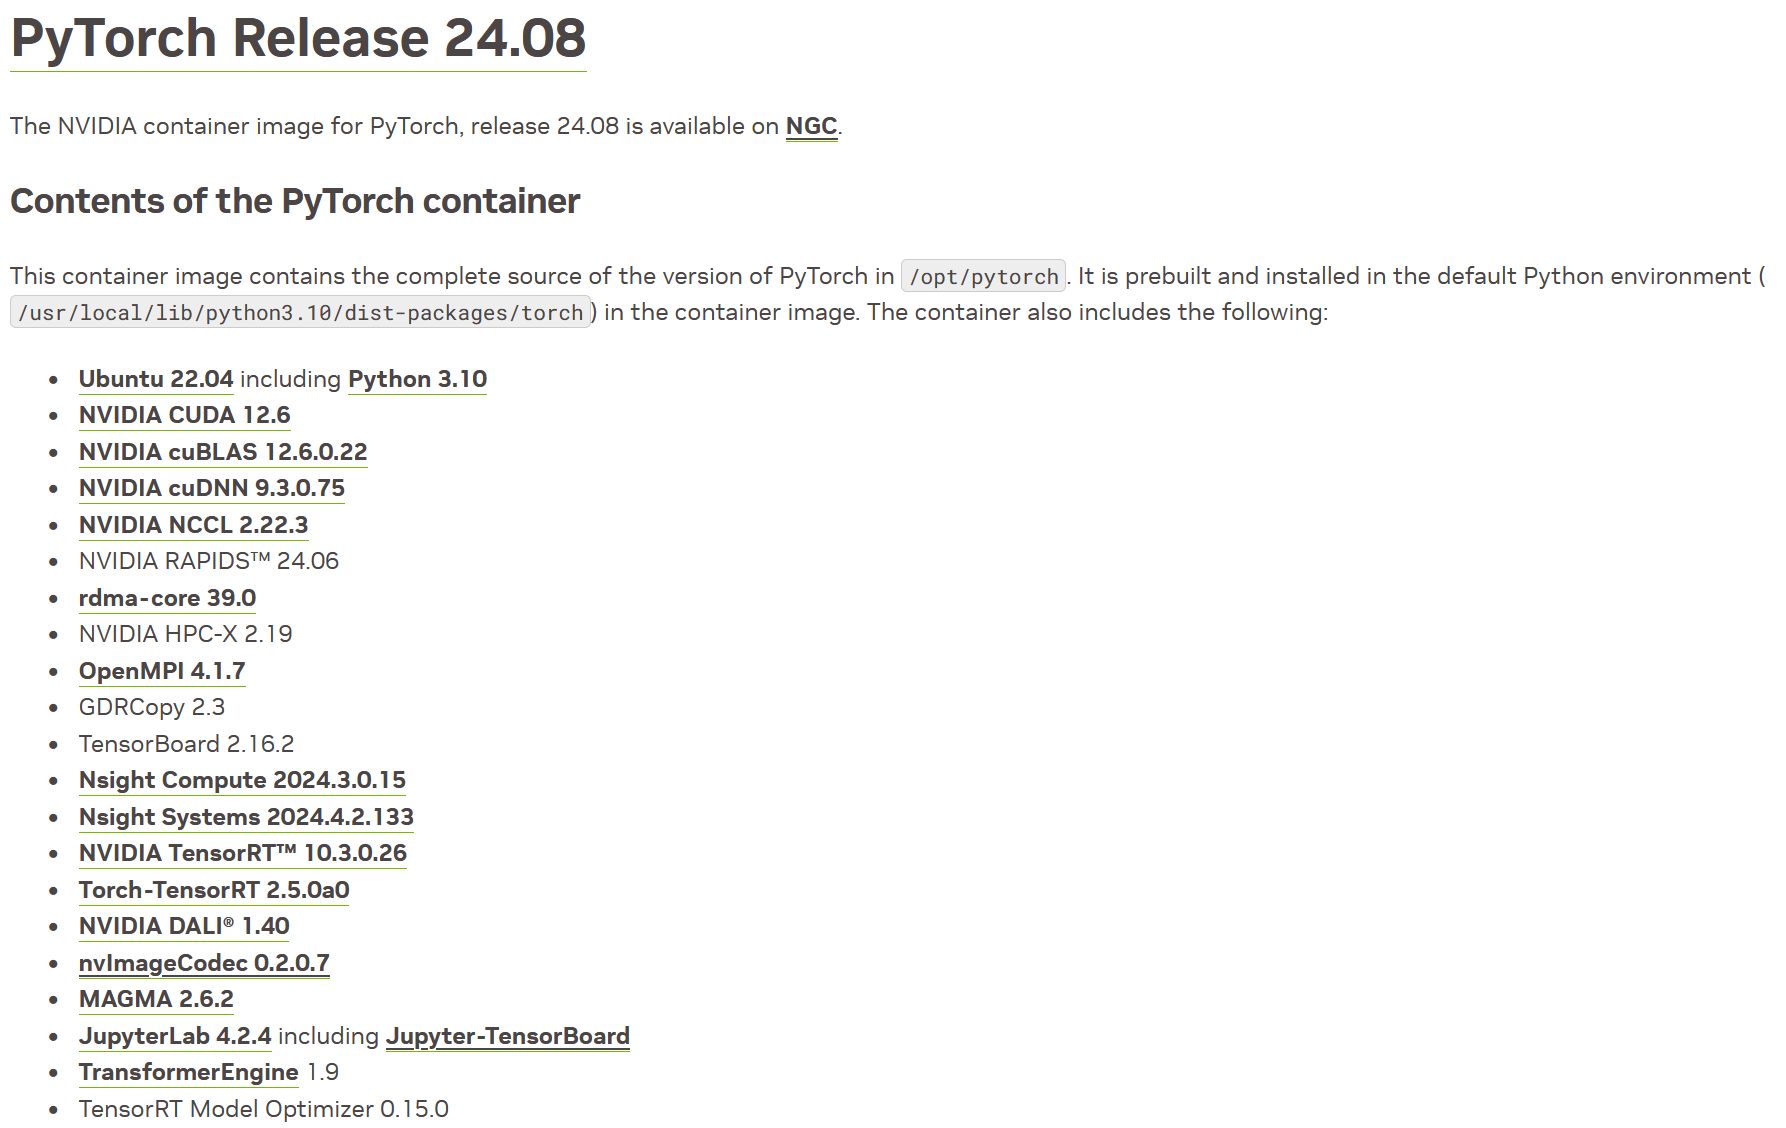 PyTorch Release 24.08
The NVIDIA container image for PyTorch, release 24.08 is available on NGC.
Contents of the PyTorch container
This container image contains the complete source of the version of PyTorch in /opt/pytorch. It is prebuilt and installed in the default Python environment (
/usr/local/lib/python3.10/dist-packages/torch) in the container image. The container also includes the following:
• Ubuntu 22.04 including Python 3.10
• NVIDIA CUDA 12.6
• NVIDIA cuBLAS 12.6.0.22
• NVIDIA cuDNN 9.3.0.75
• NVIDIA NCCL 2.22.3
• NVIDIA RAPIDS™ 24.06
• rdma-core 39.0
• NVIDIA HPC-X 2.19
• OpenMPI 4.1.7
• GDRCopy 2.3
• TensorBoard 2.16.2
• Nsight Compute 2024.3.0.15
• Nsight Systems 2024.4.2.133
• NVIDIA TensorRT™ 10.3.0.26
• Torch-TensorRT 2.5.0a0
• NVIDIA DALI® 1.40
• nvImageCodec 0.2.0.7
• MAGMA 2.6.2
• JupyterLab 4.2.4 including Jupyter-TensorBoard
• TransformerEngine 1.9
• TensorRT Model Optimizer 0.15.0